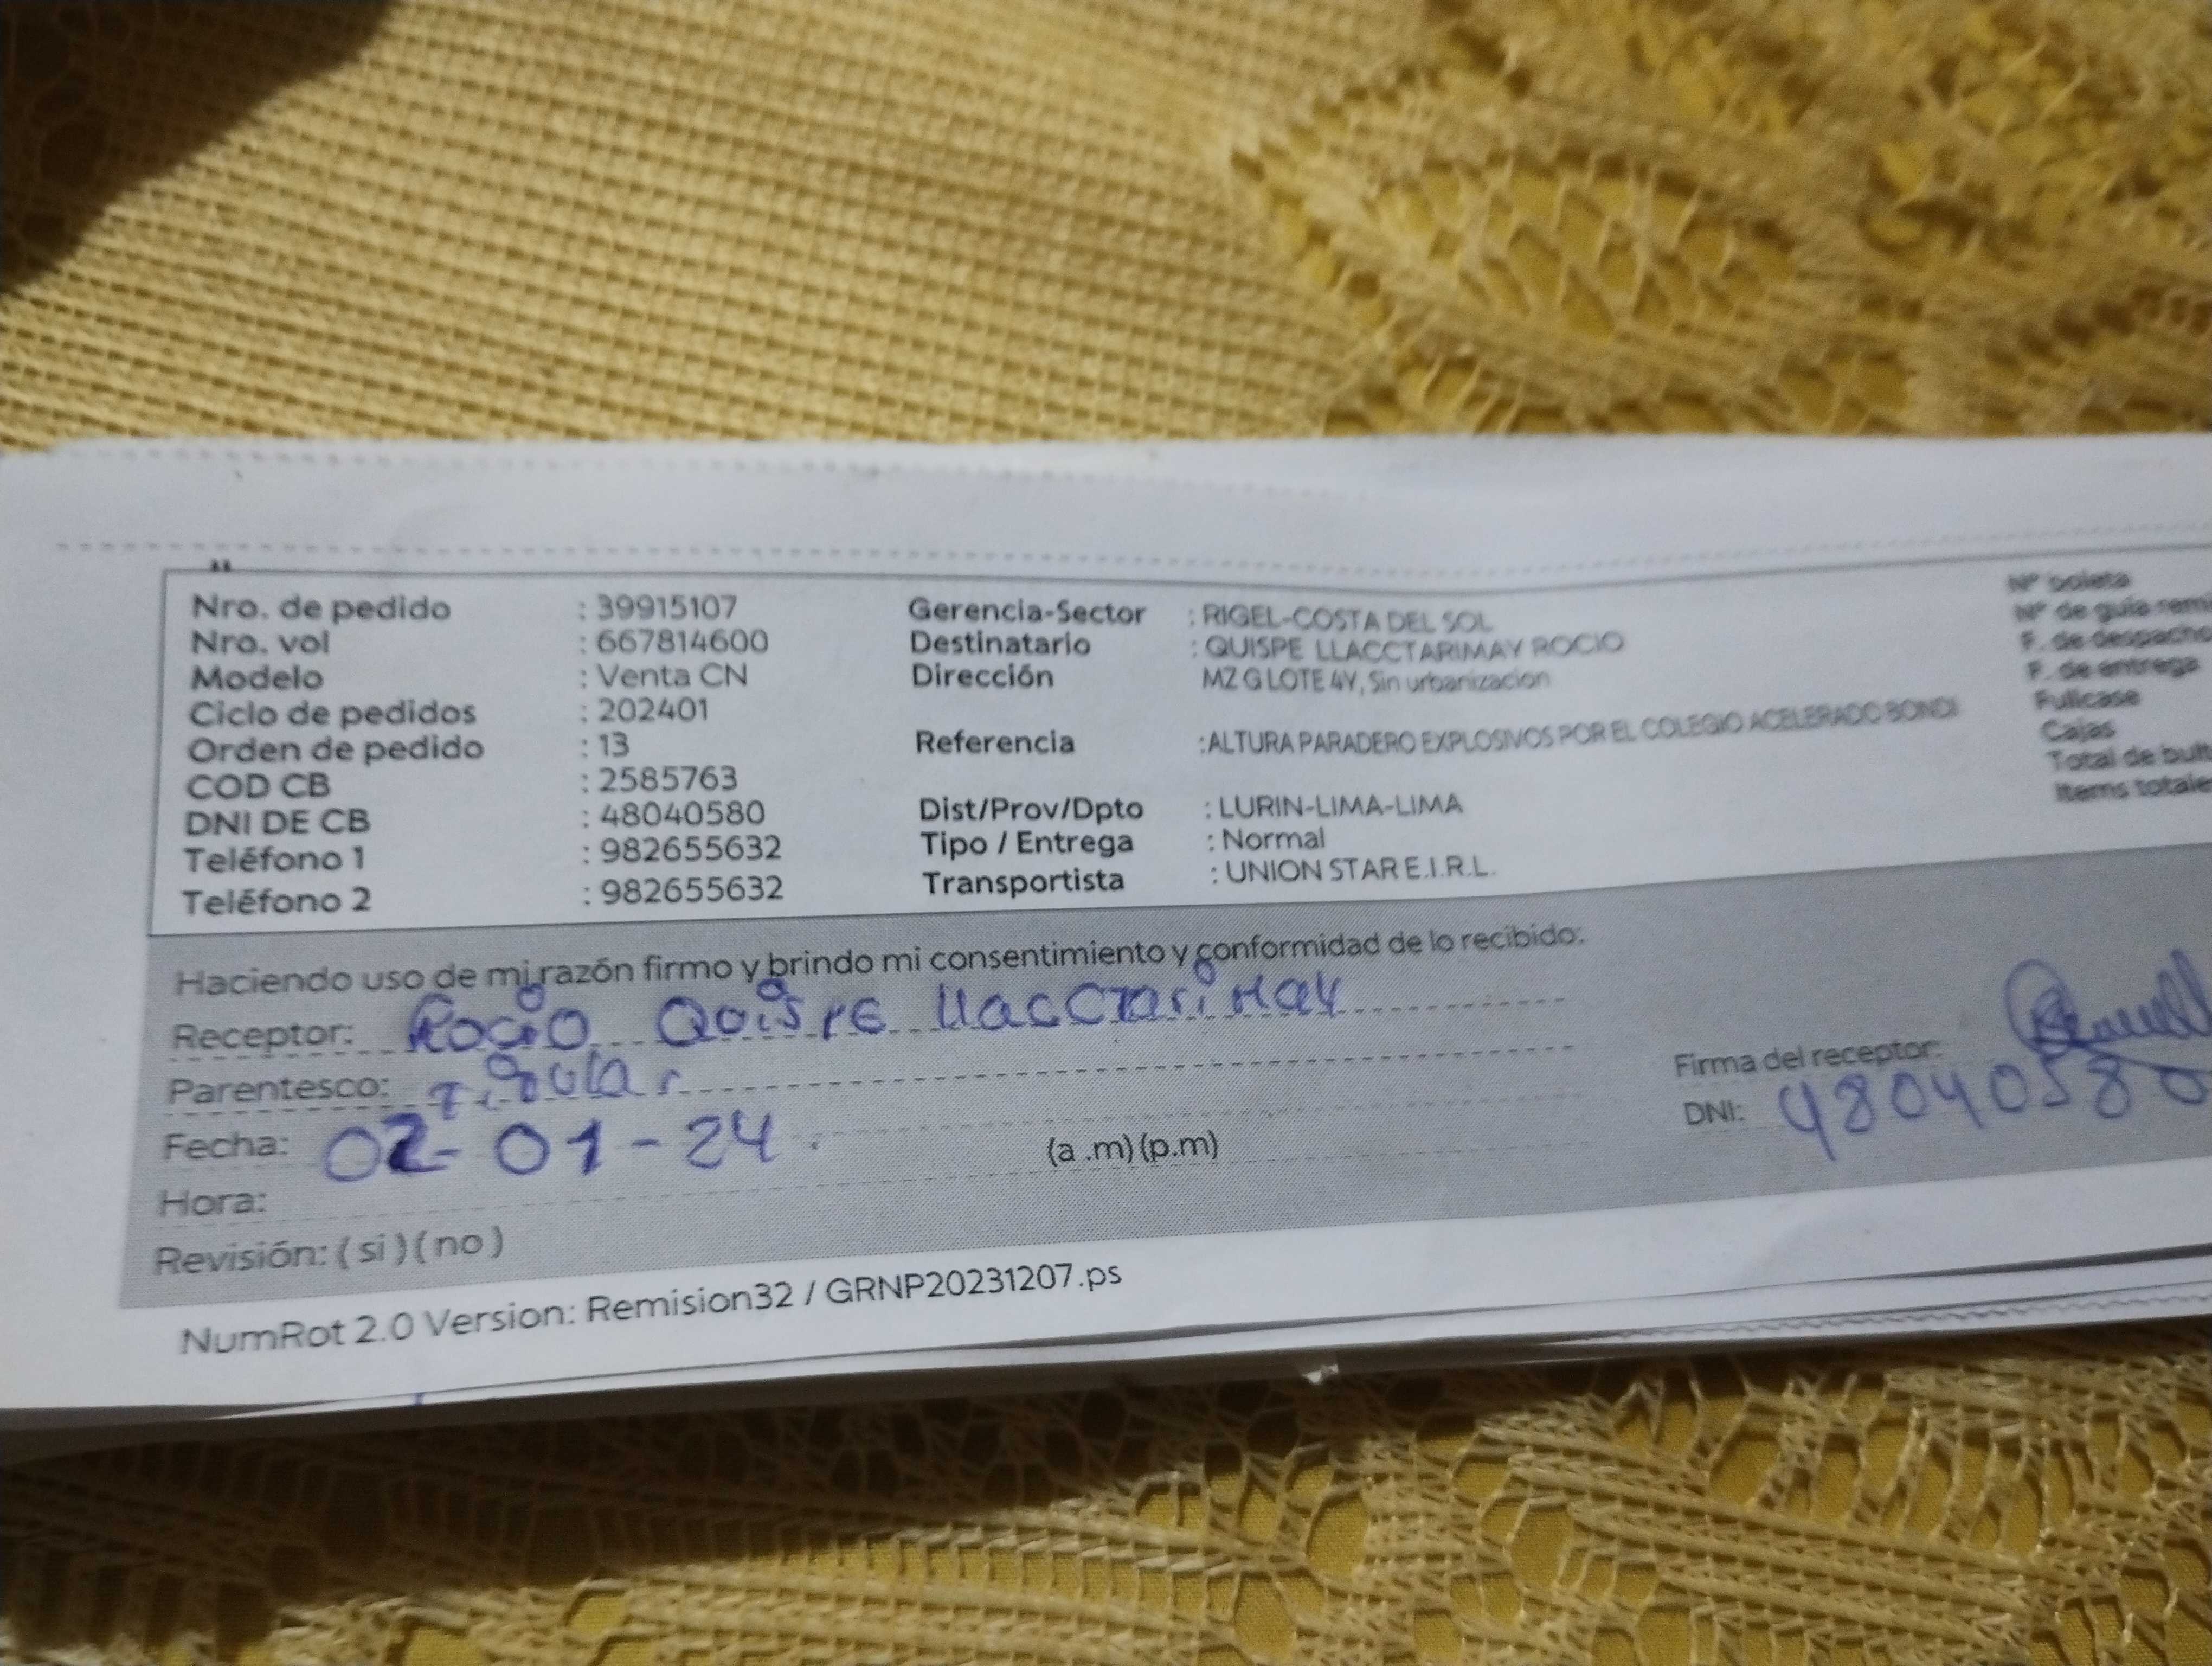 Nro. de pedido : 39915107
Nro. vol : 667814600
Modelo : Venta CN
Ciclo de pedidos : 202401
Orden de pedido : 13
COD CB : 2585763
DNI DE CB : 48040580
Teléfono 1 : 982655632
Teléfono 2 : 982655632
Gerencia-Sector : RIGEL-COSTA DEL SOL
Destinatario : QUISPE LLACCTARIMAY ROCIO
Dirección MZ G LOTE 4Y, Sin urbanizacion
Referencia :ALTURA PARADERO EXPLOSIVOS POR EL COLEGIO ACELERADO BONDI
Dist/Prov/Dpto : LURIN-LIMA-LIMA
Tipo / Entrega : Normal
Transportista : UNION STAR E.I.R.L.
Nº boleta
Nº de guia remi
F. de despacho
F. de entrega
Fullcase
Cajas
Total de bult
Items totale
Haciendo uso de mi razón firmo y brindo mi consentimiento y conformidad de lo recibido:
Receptor: Rocio Quispe llacctarimay
Parentesco: Titular
Fecha: 02-01-24.
Hora: (a .m) (p.m)
Revisión: ( si ) ( no )
Firma del receptor:
DNI: 48040580
NumRot 2.0 Version: Remision32 / GRNP20231207.ps